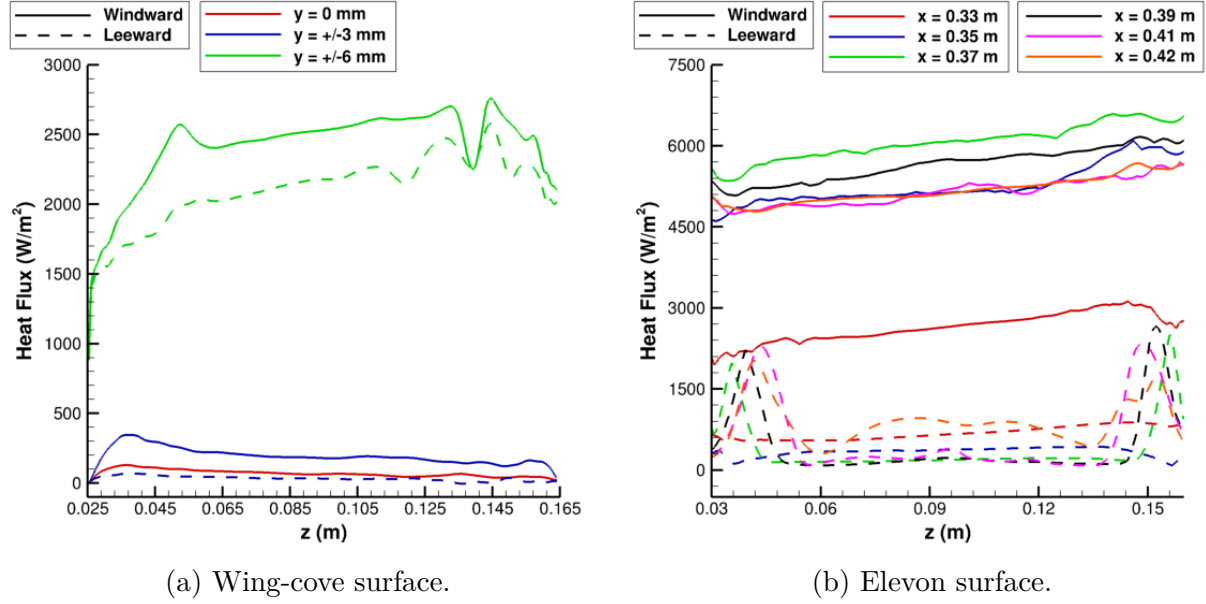 Windward
Leeward
y = 0 mm
y = +/-3 mm
y = +/-6 mm
3000
2500
2000
1500
1000
500
0
Heat Flux (W/m²)
0.025
0.045
0.065
0.085
0.105
0.125
0.145
0.165
z (m)
(a) Wing-cove surface.
Windward
Leeward
x = 0.33 m
x = 0.35 m
x = 0.37 m
x = 0.39 m
x = 0.41 m
x = 0.42 m
7500
6000
4500
3000
1500
0
Heat Flux (W/m²)
0.03
0.06
0.09
0.12
0.15
z (m)
(b) Elevon surface.